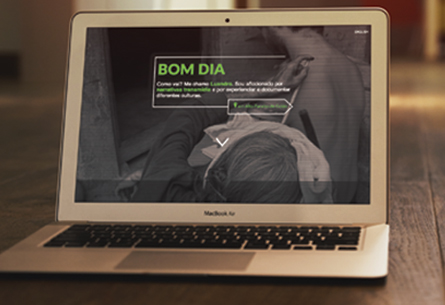 ENGLISH
BOM DIA
Como vai? Me chamo Leandro. Sou aficionado por
narrativas transmídia e por experienciar e documentar
diferentes culturas.
MacBook Air